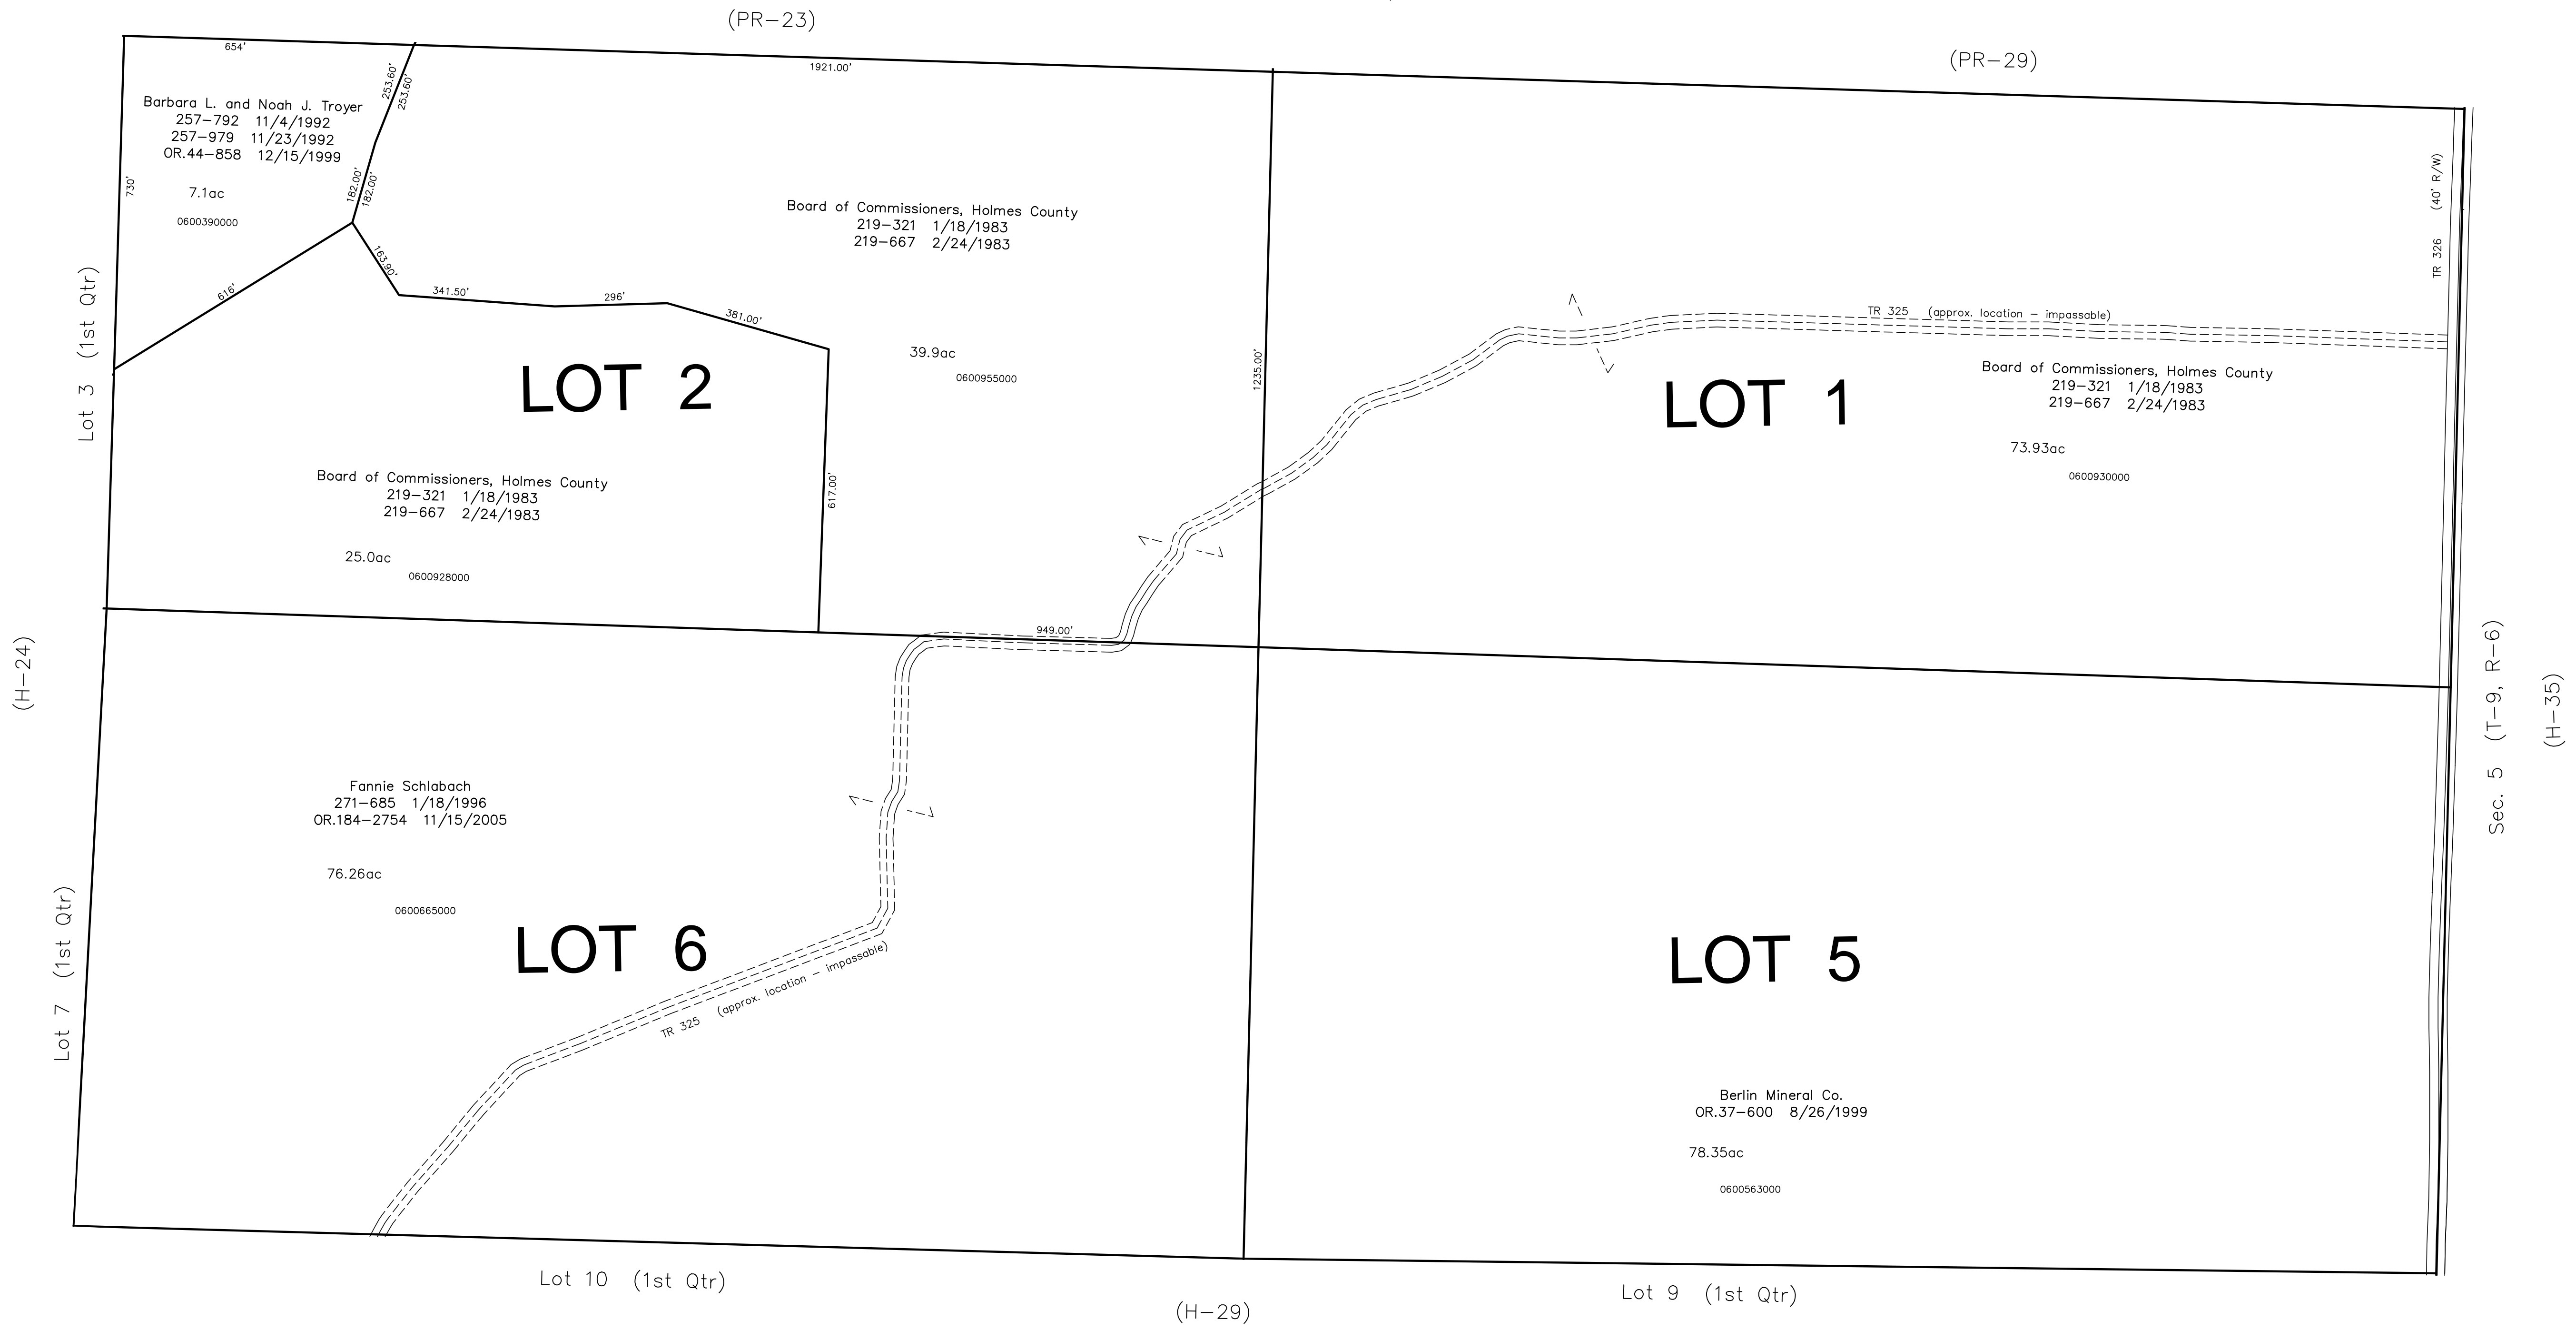 (PR-23)
(PR-29)
654'
1921.00'
253.60'
253.60'
Barbara L. and Noah J. Troyer
257-792 11/4/1992
257-979 11/23/1992
OR.44-858 12/15/1999
7.1ac
0600390000
730'
182.00'
182.00'
616'
163.90'
341.50'
296'
381.00'
Board of Commissioners, Holmes County
219-321 1/18/1983
219-667 2/24/1983
39.9ac
0600955000
1235.00'
617.00'
LOT 2
Board of Commissioners, Holmes County
219-321 1/18/1983
219-667 2/24/1983
25.0ac
0600928000
949.00'
Lot 3 (1st Qtr)
TR 325 (approx. location - impassable)
TR 326 (40' R/W)
LOT 1
Board of Commissioners, Holmes County
219-321 1/18/1983
219-667 2/24/1983
73.93ac
0600930000
(H-24)
Sec. 5 (T-9, R-6)
(H-35)
Fannie Schlabach
271-685 1/18/1996
OR.184-2754 11/15/2005
76.26ac
0600665000
LOT 6
TR 325 (approx. location - impassable)
Lot 7 (1st Qtr)
LOT 5
Berlin Mineral Co.
OR.37-600 8/26/1999
78.35ac
0600563000
Lot 10 (1st Qtr)
Lot 9 (1st Qtr)
(H-29)